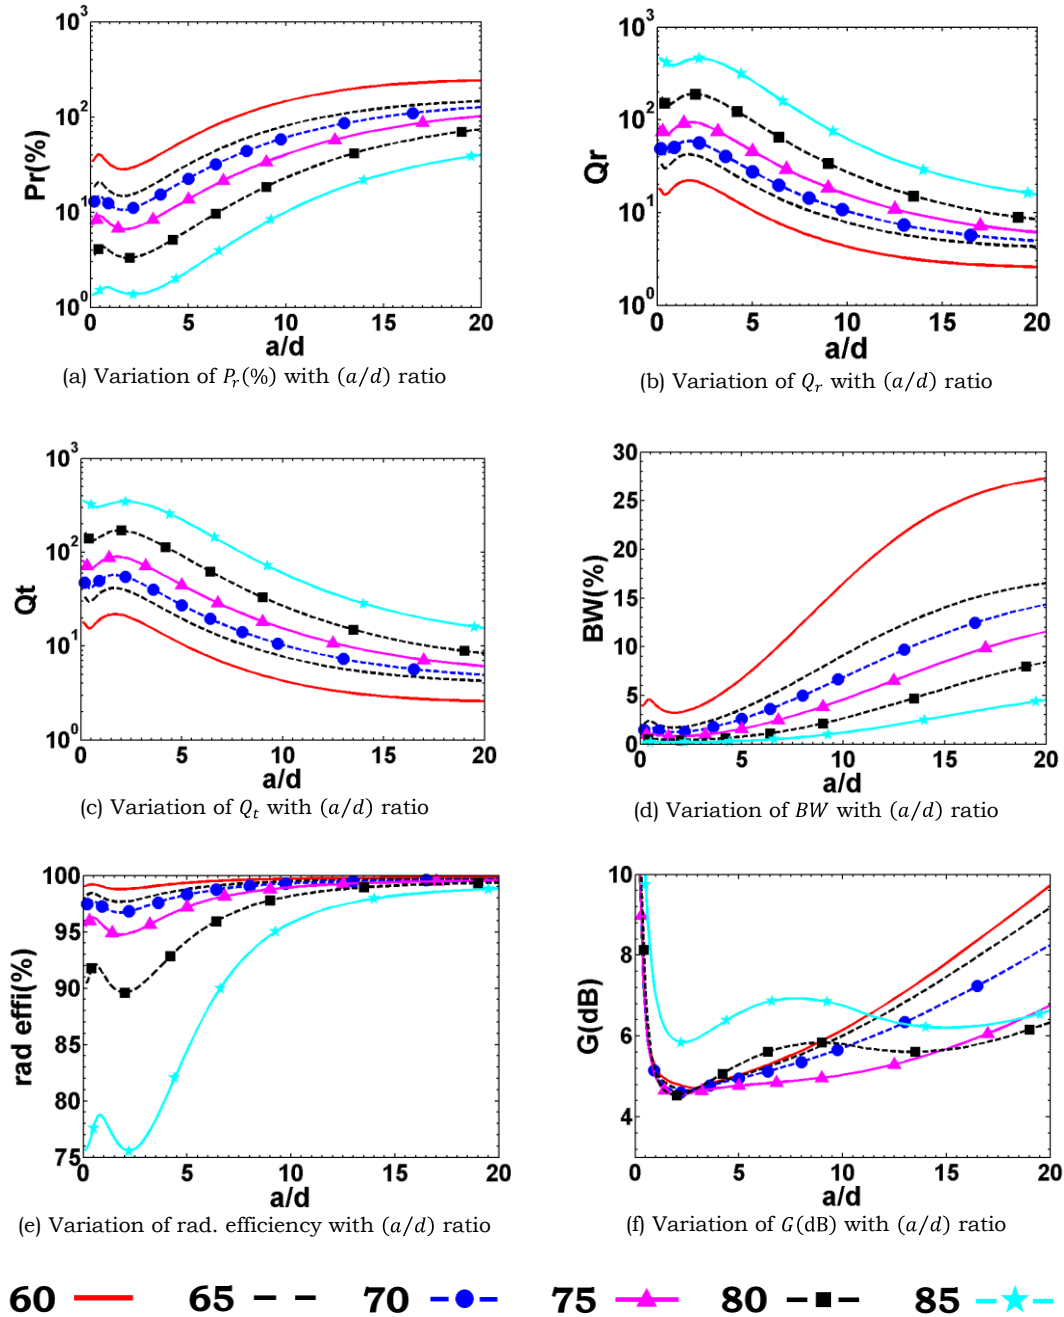 10³
10³
10²
10²
10¹
10¹
10⁰
10⁰
Pr(%)
Qr
0 5 10 15 20
0 5 10 15 20
a/d
a/d
(a) Variation of P_r(%) with (a/d) ratio
(b) Variation of Q_r with (a/d) ratio
10³
10²
10¹
10⁰
Qt
0 5 10 15 20
a/d
(c) Variation of Q_t with (a/d) ratio
30
25
20
15
10
5
0
BW(%)
0 5 10 15 20
a/d
(d) Variation of BW with (a/d) ratio
100
95
90
85
80
75
rad effi(%)
0 5 10 15 20
a/d
(e) Variation of rad. efficiency with (a/d) ratio
10
8
6
4
G(dB)
0 5 10 15 20
a/d
(f) Variation of G(dB) with (a/d) ratio
60 65 70 75 80 85